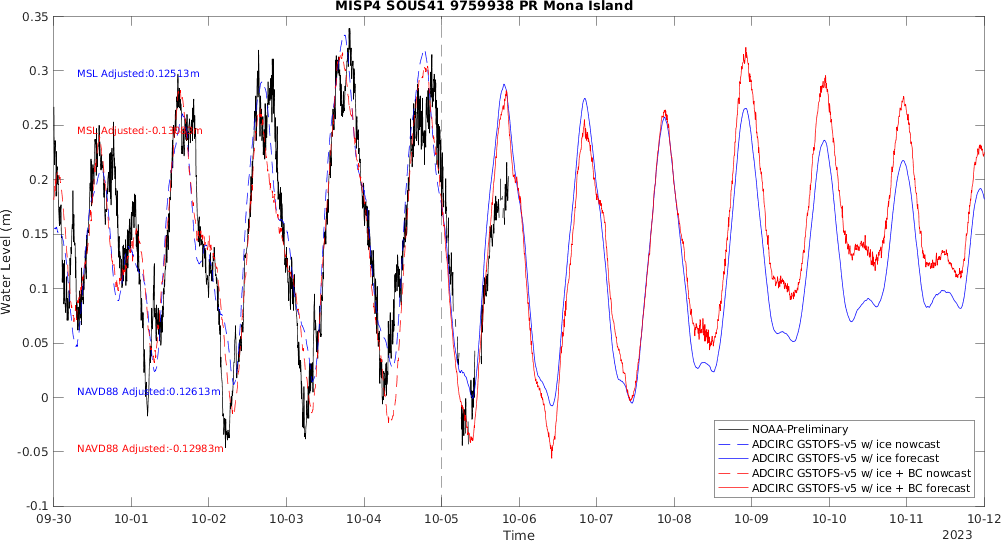 MISP4 SOUS41 9759938 PR Mona Island
0.35
0.3
0.25
0.2
0.15
0.1
0.05
0
-0.05
-0.1
Water Level (m)
MSL Adjusted:0.12513m
MSL Adjusted:
NAVD88 Adjusted:0.12613m
NAVD88 Adjusted:-0.12983m
NOAA-Preliminary
ADCIRC GSTOFS-v5 w/ ice nowcast
ADCIRC GSTOFS-v5 w/ ice forecast
ADCIRC GSTOFS-v5 w/ ice + BC nowcast
ADCIRC GSTOFS-v5 w/ ice + BC forecast
09-30 10-01 10-02 10-03 10-04 10-05 10-06 10-07 10-08 10-09 10-10 10-11 10-12
Time
2023